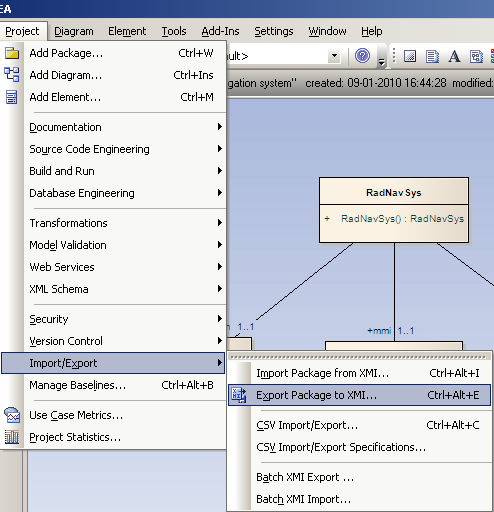 EA
Project Diagram Element Tools Add-Ins Settings Window Help
Add Package... Ctrl+W
ult>
Add Diagram... Ctrl+Ins
igation system" created: 09-01-2010 16:44:28 modified:
Add Element... Ctrl+M
Documentation
Source Code Engineering
Build and Run
Database Engineering
Transformations
Model Validation
Web Services
XML Schema
Security
Version Control
Import/Export
Manage Baselines... Ctrl+Alt+B
Use Case Metrics...
Project Statistics...
RadNavSys
+ RadNavSys() : RadNavSys
1..1
+mmi 1..1
Import Package from XMI... Ctrl+Alt+I
Export Package to XMI... Ctrl+Alt+E
CSV Import/Export... Ctrl+Alt+C
CSV Import/Export Specifications...
Batch XMI Export ...
Batch XMI Import...